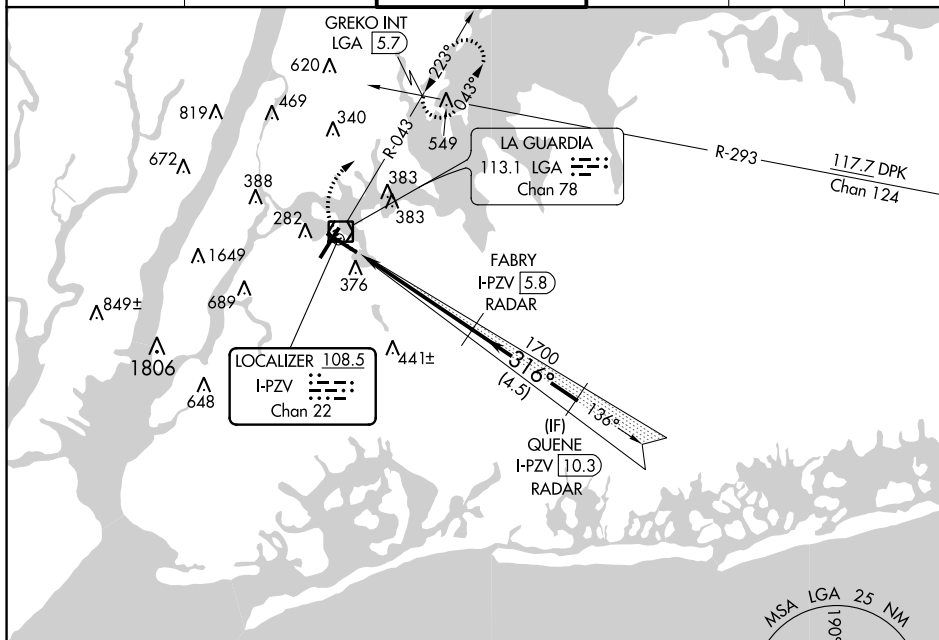 GREKO INT
LGA 5.7
620
223°
043°
819
469
340
549
R-043
LA GUARDIA
113.1 LGA
Chan 78
R-293
117.7 DPK
Chan 124
672
388
383
383
282
1649
376
FABRY
I-PZV 5.8
RADAR
689
849±
1700
316°
(4.5)
136°
1806
441±
LOCALIZER 108.5
I-PZV
Chan 22
648
(IF)
QUENE
I-PZV 10.3
RADAR
MSA LGA 25 NM
190°